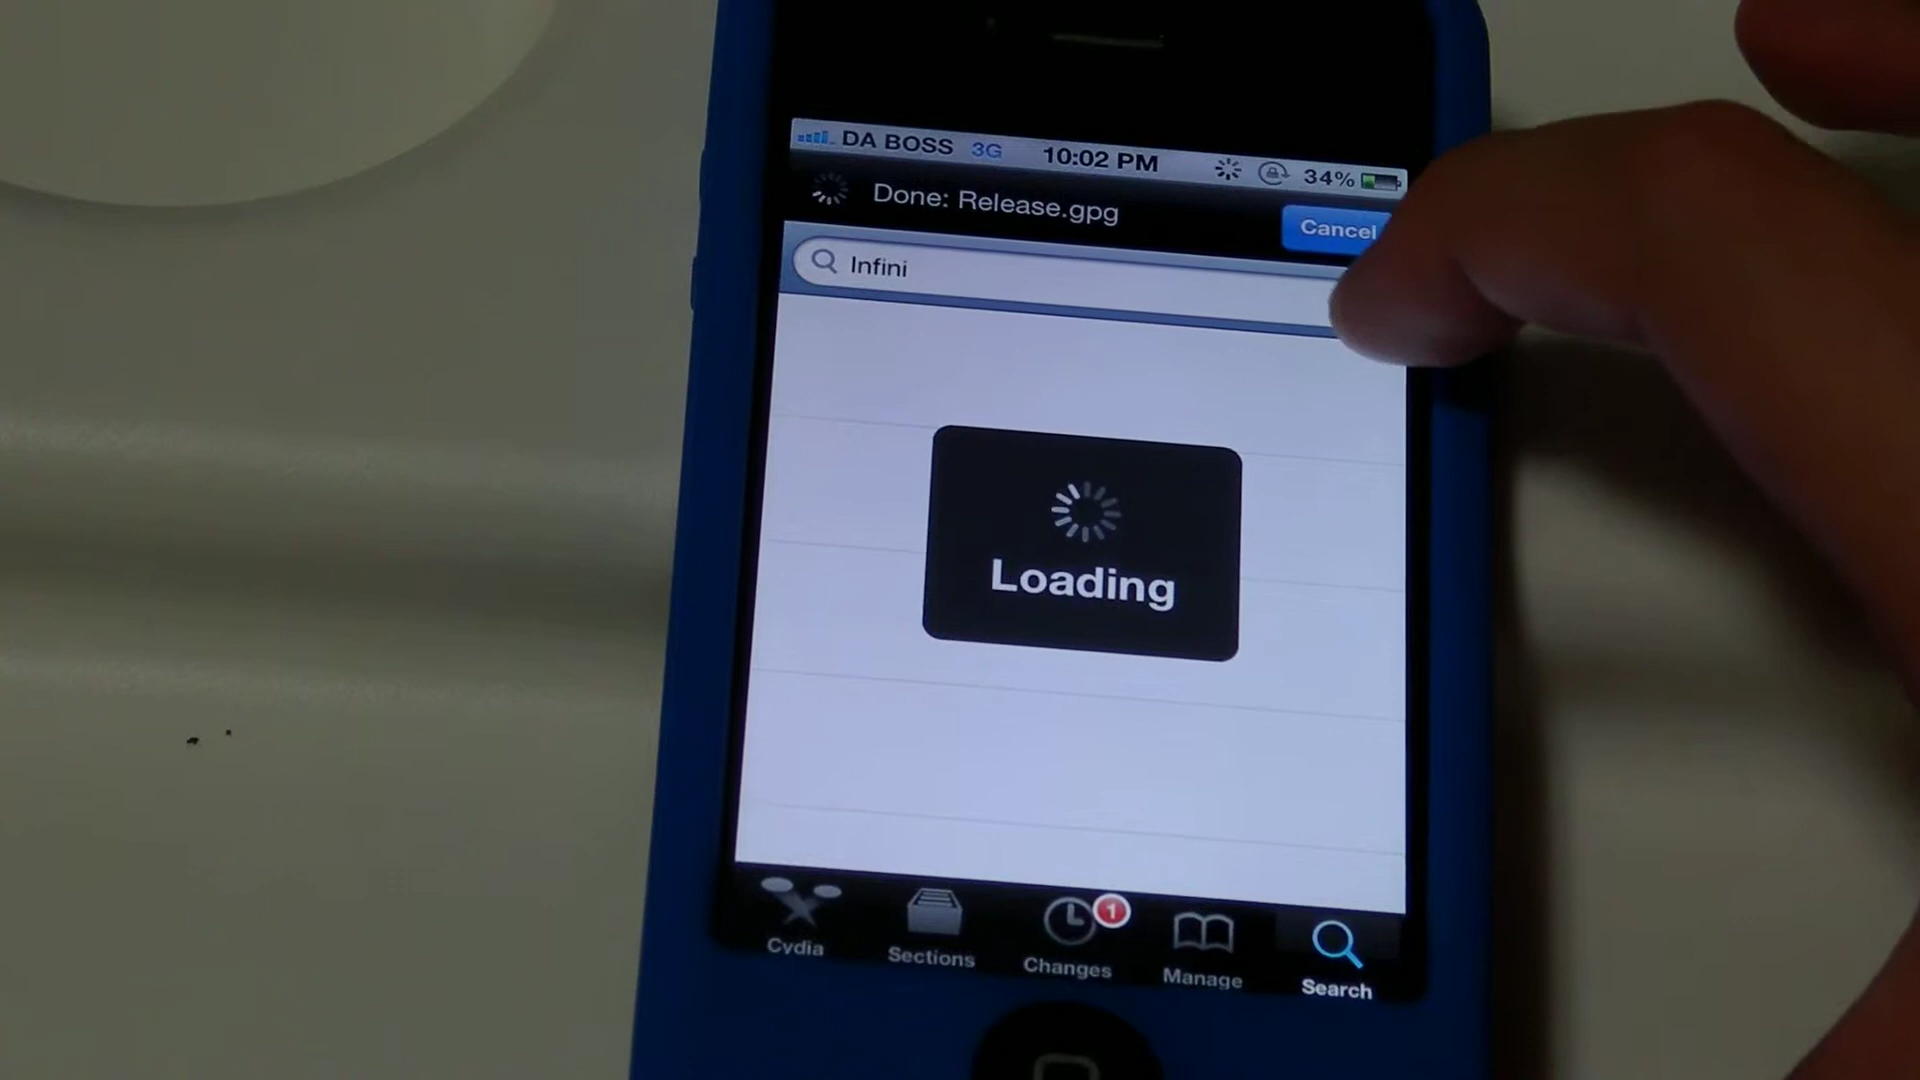 DA BOSS 3G 10:02 PM 34%
Done: Release.gpg
Cancel
Infini
Loading
1
Cydia Sections Changes Manage Search